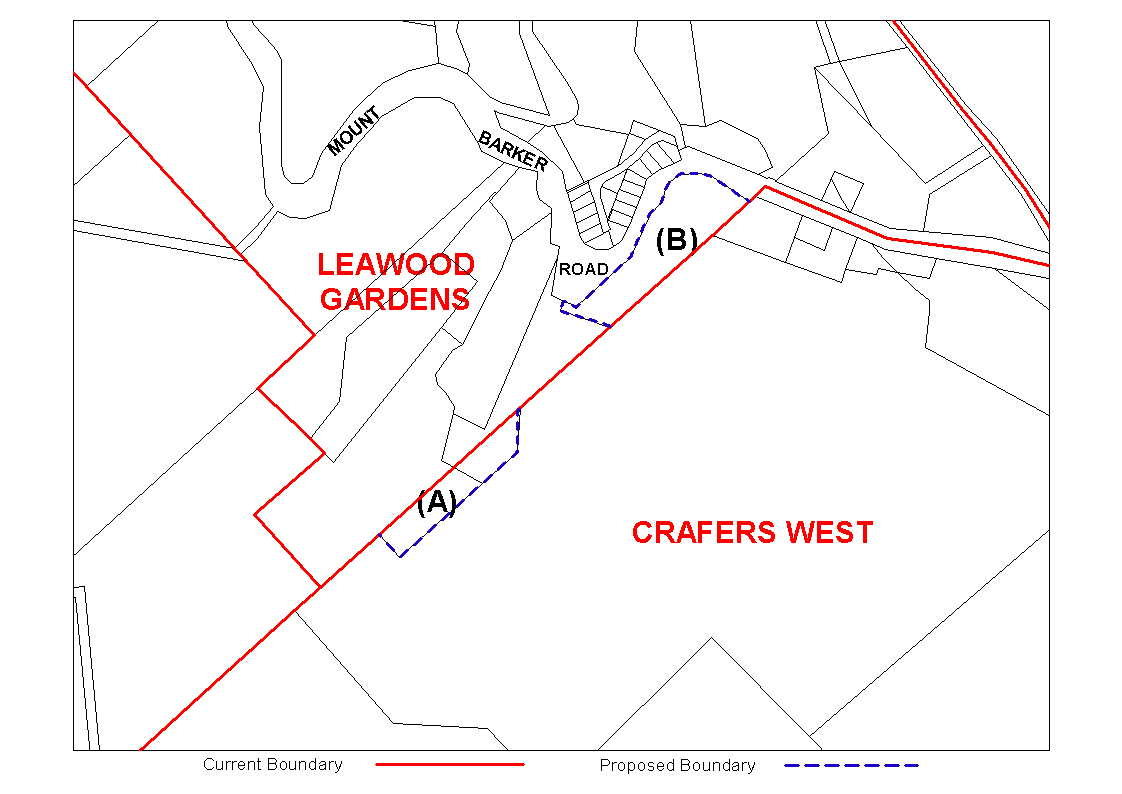 MOUNT
BARKER
ROAD
LEAWOOD
GARDENS
(B)
(A)
CRAFERS WEST
Current Boundary
Proposed Boundary